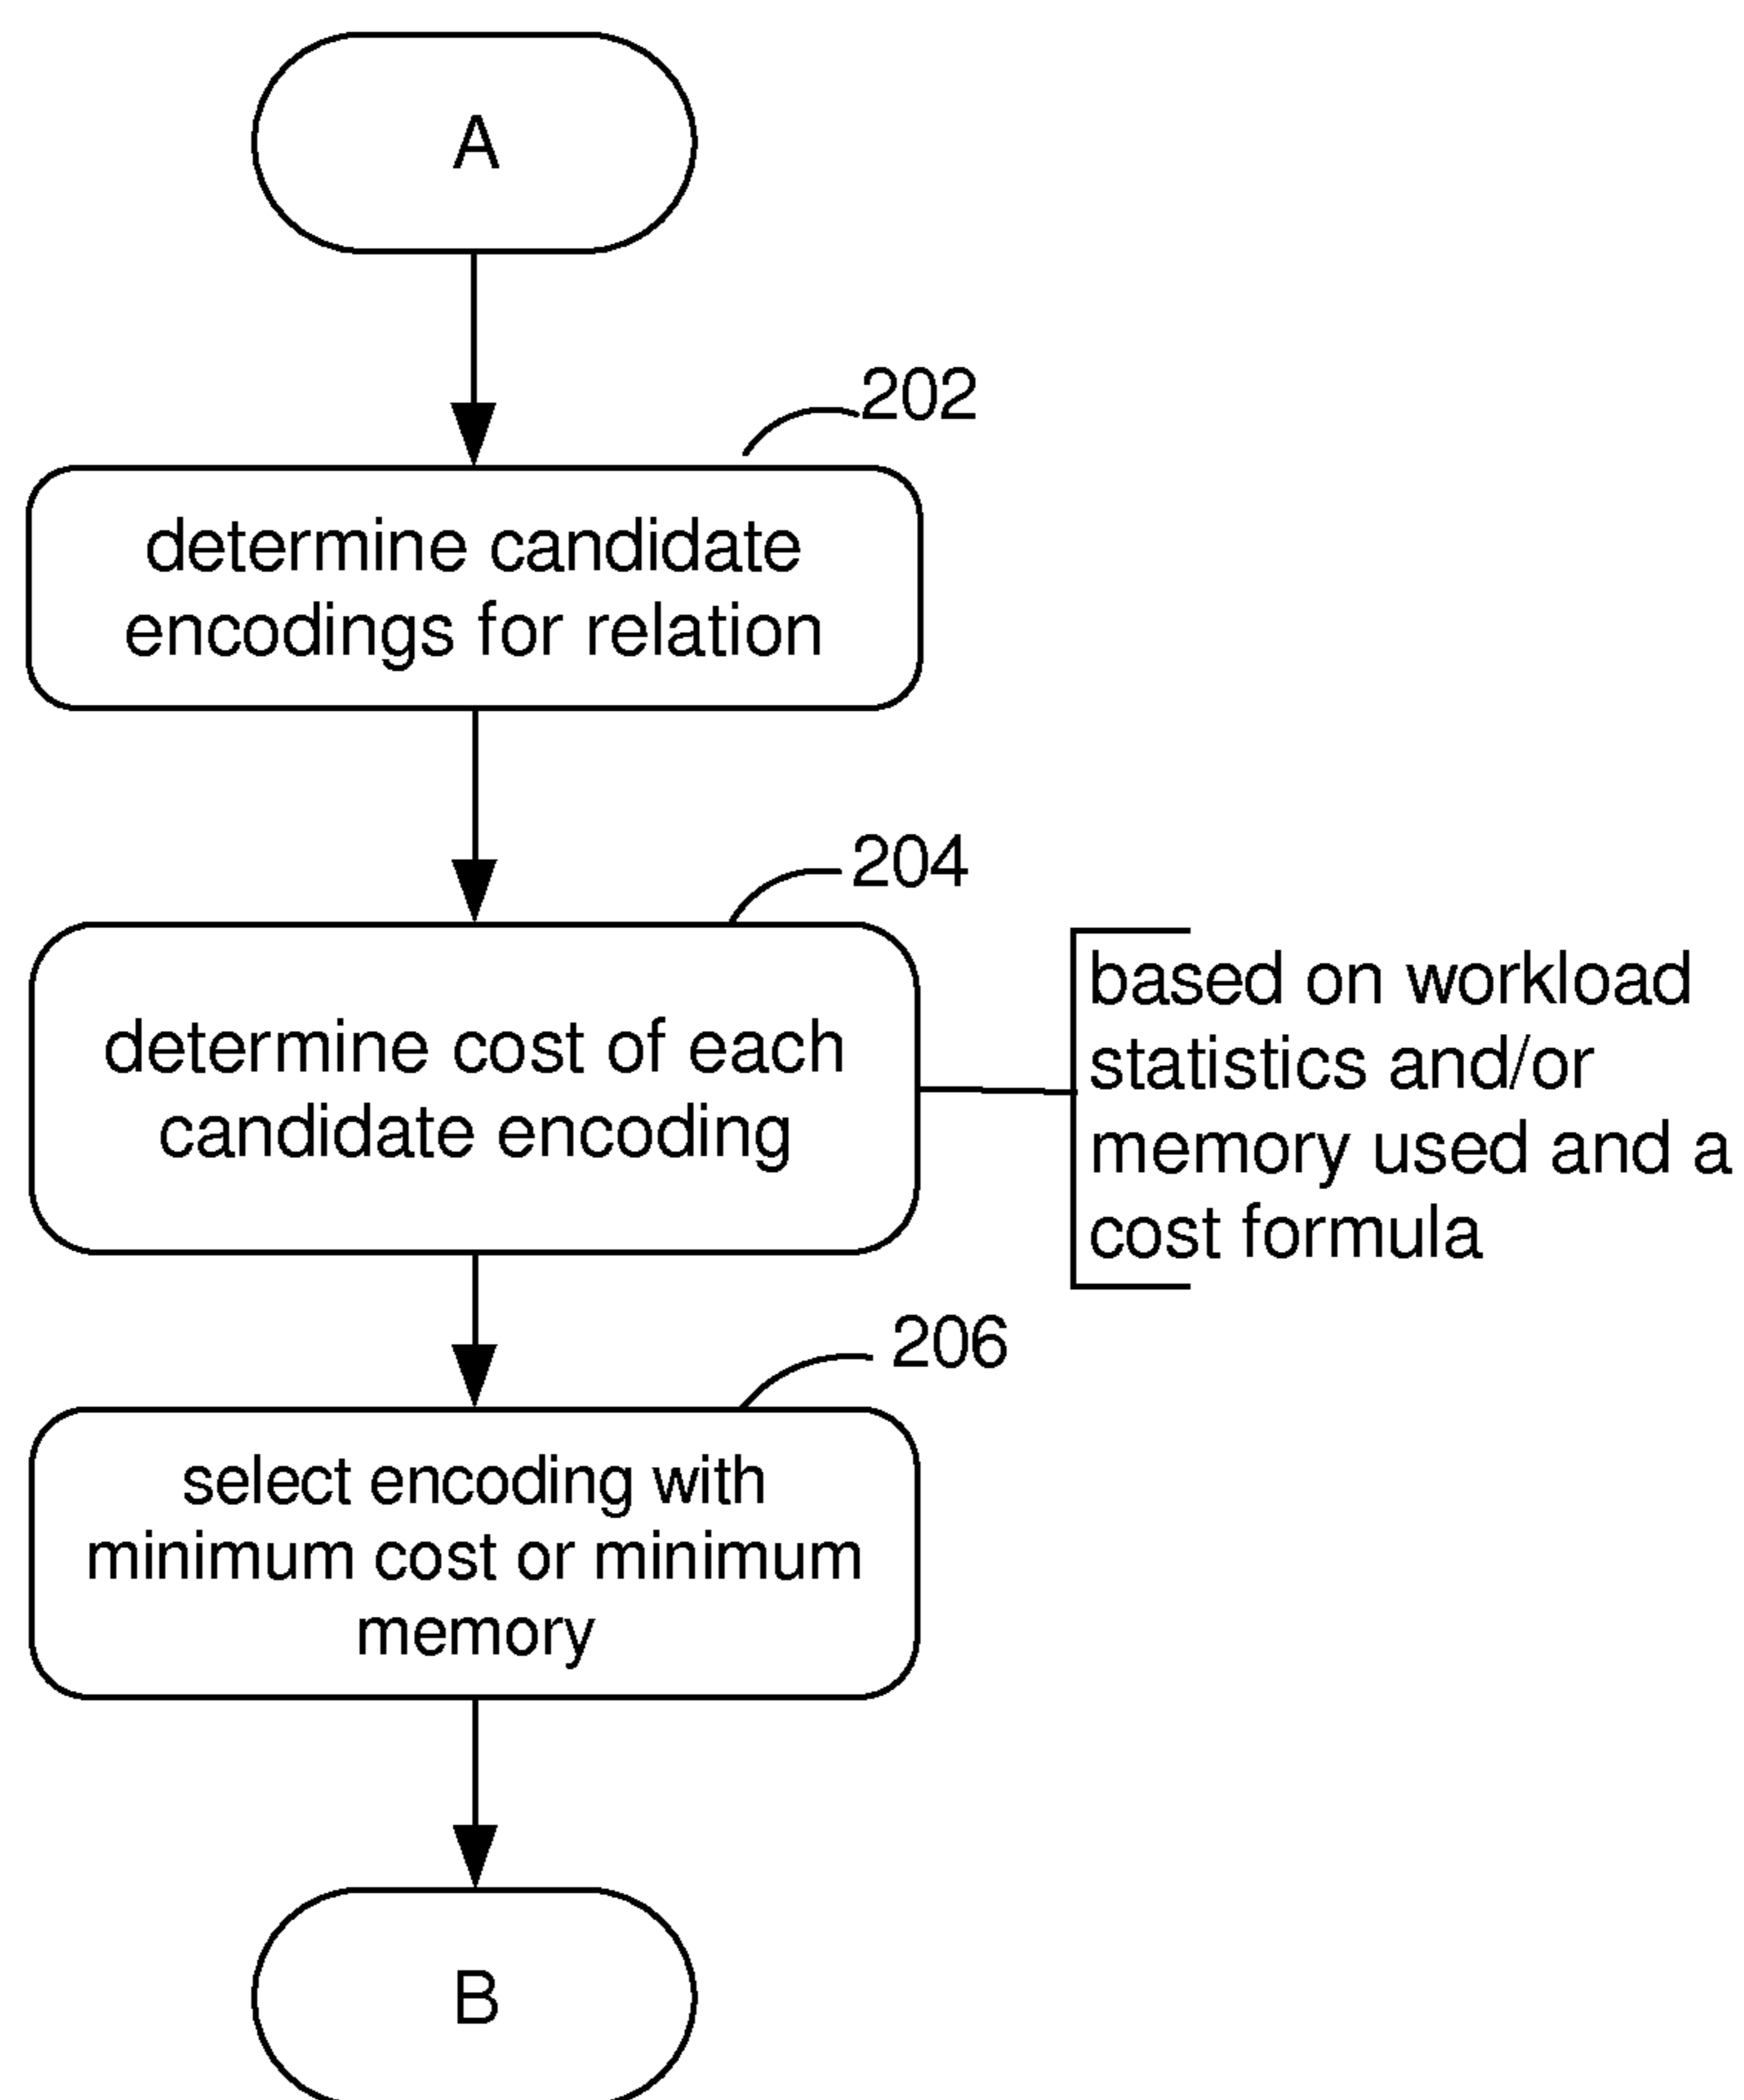 A
202
determine candidate
encodings for relation
204
determine cost of each
candidate encoding
based on workload
statistics and/or
memory used and a
cost formula
206
select encoding with
minimum cost or minimum
memory
B